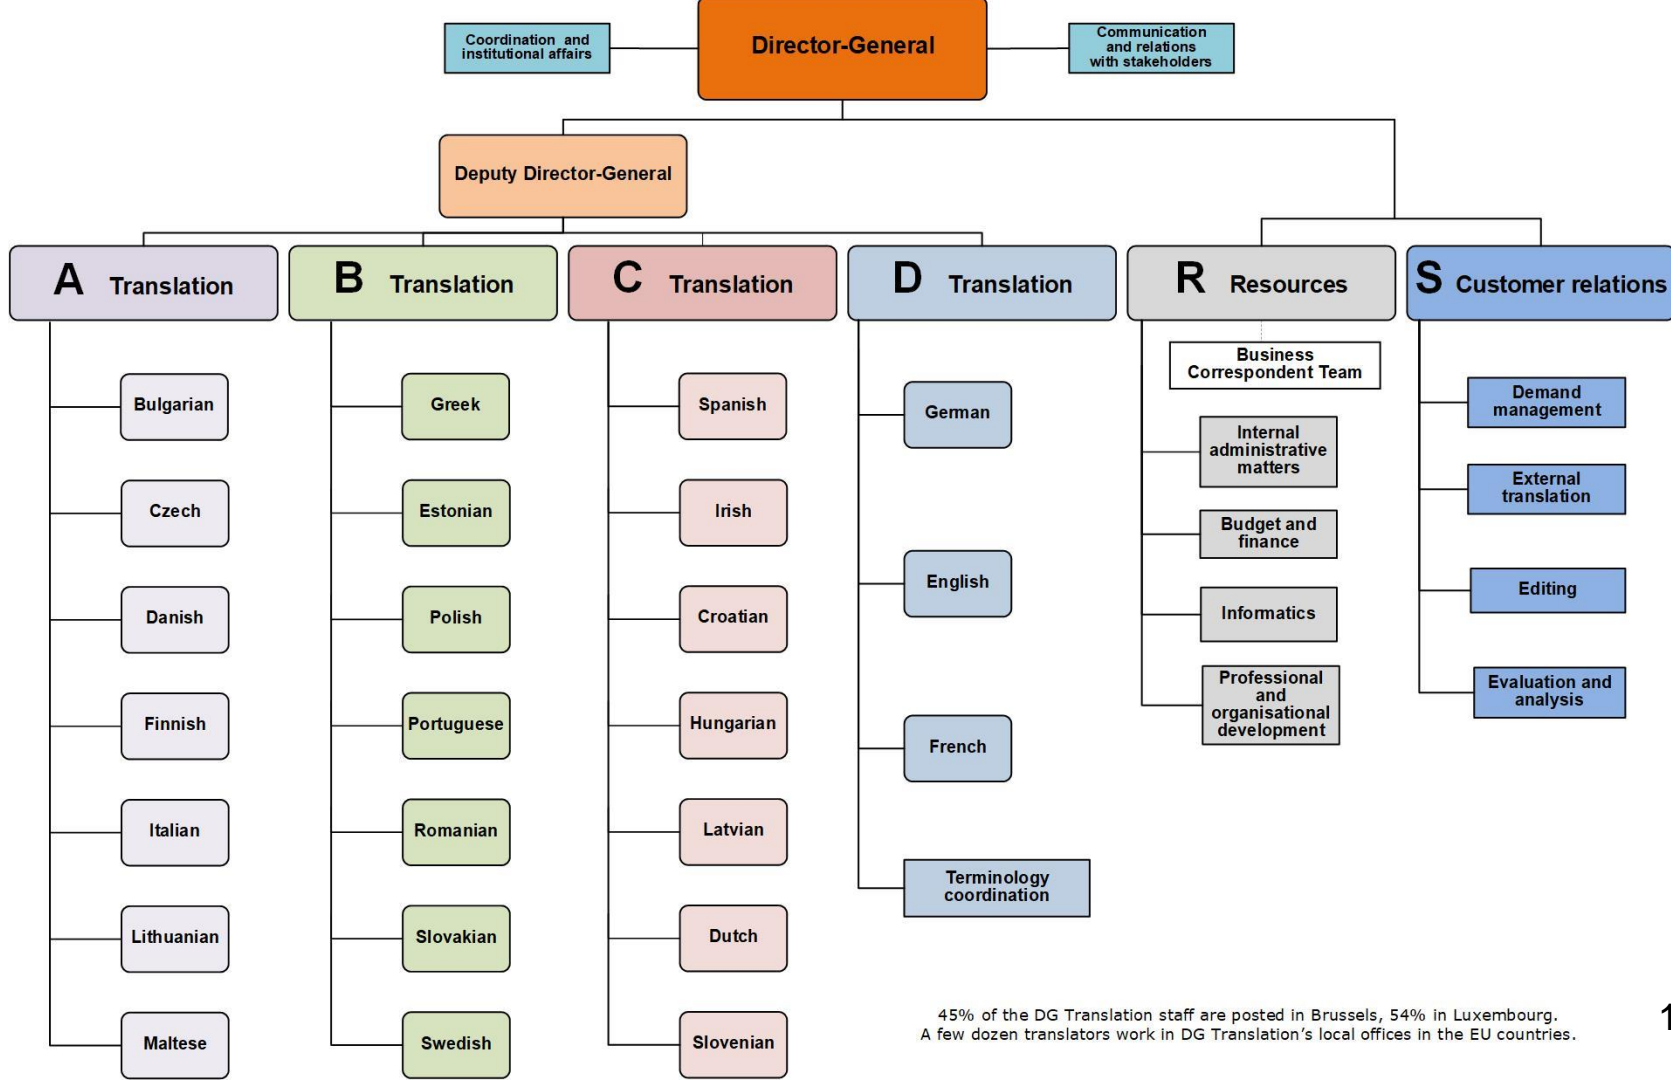 Coordination and
institutional affairs
Director-General
Communication
and relations
with stakeholders
Deputy Director-General
A Translation
B Translation
C Translation
D Translation
R Resources
S Customer relations
Bulgarian
Czech
Danish
Finnish
Italian
Lithuanian
Maltese
Greek
Estonian
Polish
Portuguese
Romanian
Slovakian
Swedish
Spanish
Irish
Croatian
Hungarian
Latvian
Dutch
Slovenian
German
English
French
Terminology
coordination
Business
Correspondent Team
Internal
administrative
matters
Budget and
finance
Informatics
Professional
and
organisational
development
Demand
management
External
translation
Editing
Evaluation and
analysis
45% of the DG Translation staff are posted in Brussels, 54% in Luxembourg.
A few dozen translators work in DG Translation’s local offices in the EU countries.
1